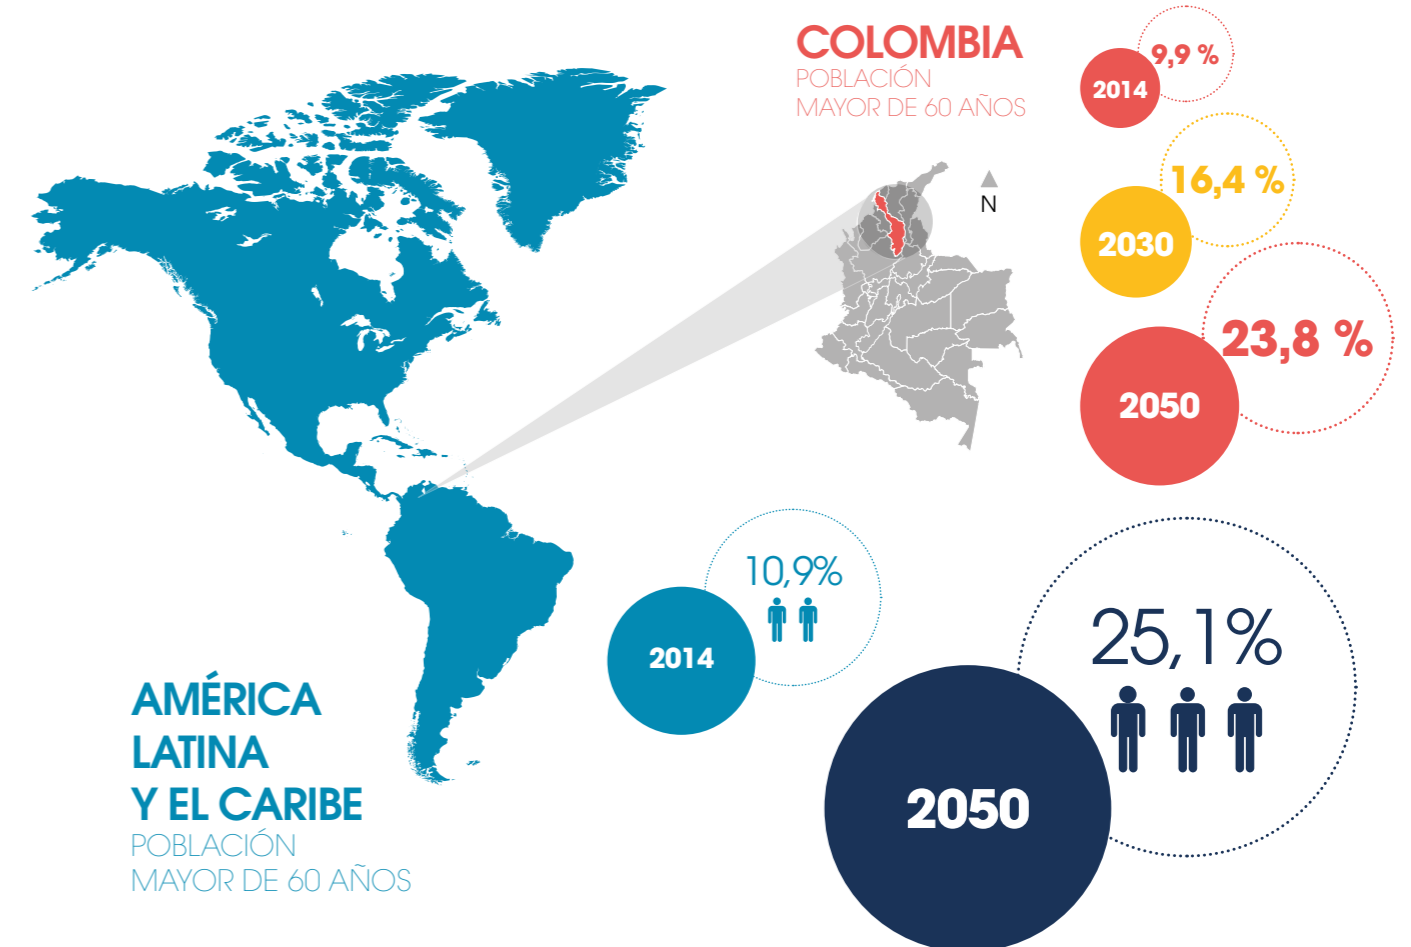 COLOMBIA
POBLACIÓN
MAYOR DE 60 AÑOS
9,9 %
2014
16,4 %
2030
23,8 %
2050
N
10,9%
2014
25,1%
2050
AMÉRICA
LATINA
Y EL CARIBE
POBLACIÓN
MAYOR DE 60 AÑOS